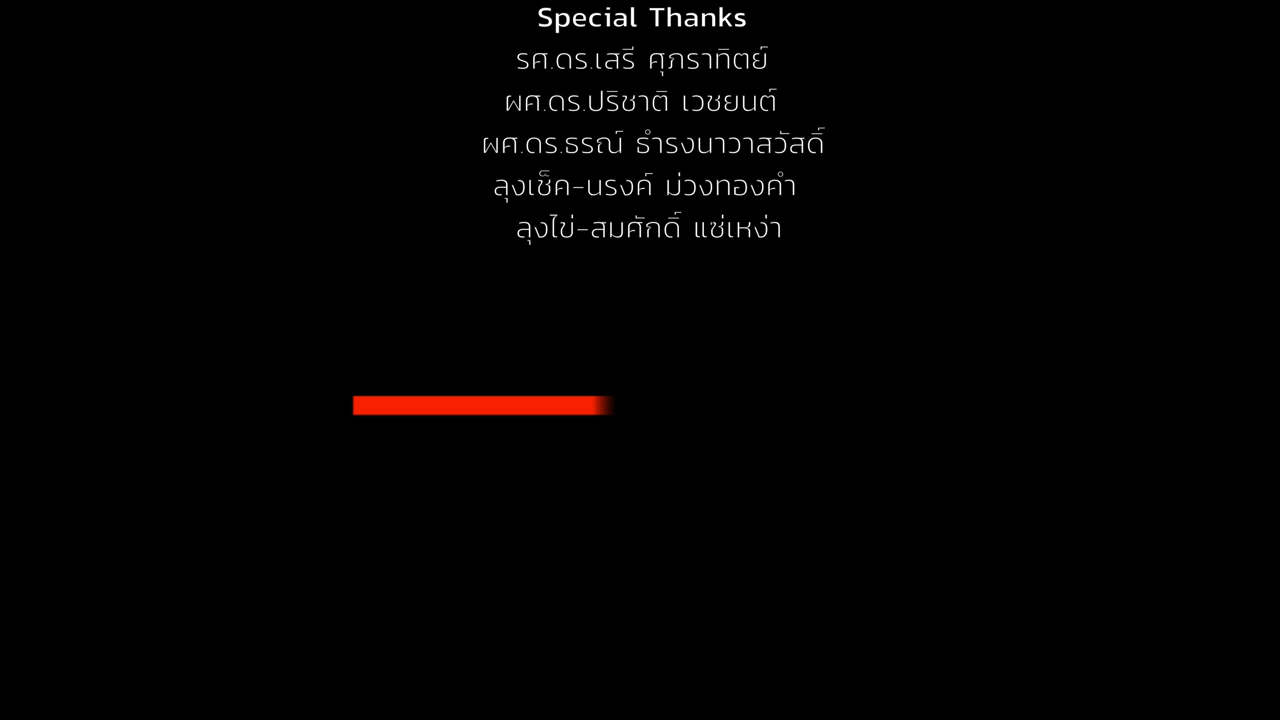 Special Thanks
รศ.ดร.เสรี ศุภราทิตย์
ผศ.ดร.ปริชาติ เวชยนต์
ผศ.ดร.ธรณ์ ธำรงนาวาสวัสดิ์
ลุงเช็ค-นรงค์ ม่วงทองคำ
ลุงไข่-สมศักดิ์ แซ่เหง่า